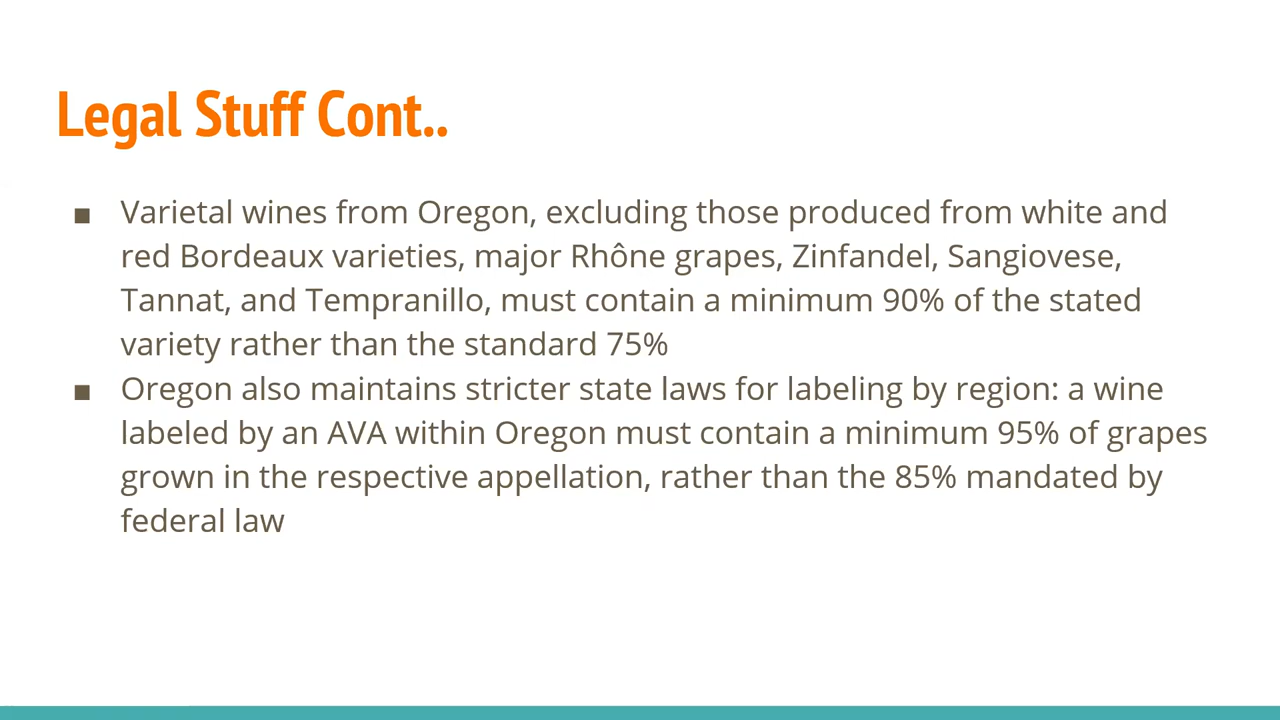 Legal Stuff Cont..
▪ Varietal wines from Oregon, excluding those produced from white and
red Bordeaux varieties, major Rhône grapes, Zinfandel, Sangiovese,
Tannat, and Tempranillo, must contain a minimum 90% of the stated
variety rather than the standard 75%
▪ Oregon also maintains stricter state laws for labeling by region: a wine
labeled by an AVA within Oregon must contain a minimum 95% of grapes
grown in the respective appellation, rather than the 85% mandated by
federal law